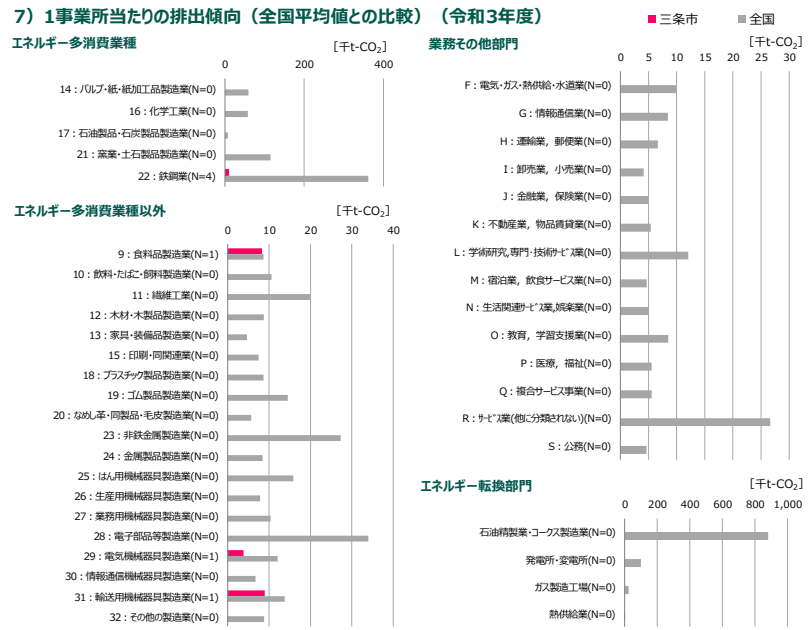 7）1事業所当たりの排出傾向（全国平均値との比較）（令和3年度）
三条市
全国
エネルギー多消費業種
[千t-CO₂]
0 200 400
14：パルプ・紙・紙加工品製造業(N=0)
16：化学工業(N=0)
17：石油製品・石炭製品製造業(N=0)
21：窯業・土石製品製造業(N=0)
22：鉄鋼業(N=4)
エネルギー多消費業種以外
[千t-CO₂]
0 10 20 30 40
9：食料品製造業(N=1)
10：飲料・たばこ・飼料製造業(N=0)
11：繊維工業(N=0)
12：木材・木製品製造業(N=0)
13：家具・装備品製造業(N=0)
15：印刷・同関連業(N=0)
18：プラスチック製品製造業(N=0)
19：ゴム製品製造業(N=0)
20：なめし革・同製品・毛皮製造業(N=0)
23：非鉄金属製造業(N=0)
24：金属製品製造業(N=0)
25：はん用機械器具製造業(N=0)
26：生産用機械器具製造業(N=0)
27：業務用機械器具製造業(N=0)
28：電子部品等製造業(N=0)
29：電気機械器具製造業(N=1)
30：情報通信機械器具製造業(N=0)
31：輸送用機械器具製造業(N=1)
32：その他の製造業(N=0)
業務その他部門
[千t-CO₂]
0 5 10 15 20 25 30
F：電気・ガス・熱供給・水道業(N=0)
G：情報通信業(N=0)
H：運輸業，郵便業(N=0)
I：卸売業，小売業(N=0)
J：金融業，保険業(N=0)
K：不動産業，物品賃貸業(N=0)
L：学術研究,専門・技術ｻｰﾋﾞｽ業(N=0)
M：宿泊業，飲食サービス業(N=0)
N：生活関連ｻｰﾋﾞｽ業,娯楽業(N=0)
O：教育，学習支援業(N=0)
P：医療，福祉(N=0)
Q：複合サービス事業(N=0)
R：ｻｰﾋﾞｽ業(他に分類されない)(N=0)
S：公務(N=0)
エネルギー転換部門
[千t-CO₂]
0 200 400 600 800 1,000
石油精製業・コークス製造業(N=0)
発電所・変電所(N=0)
ガス製造工場(N=0)
熱供給業(N=0)